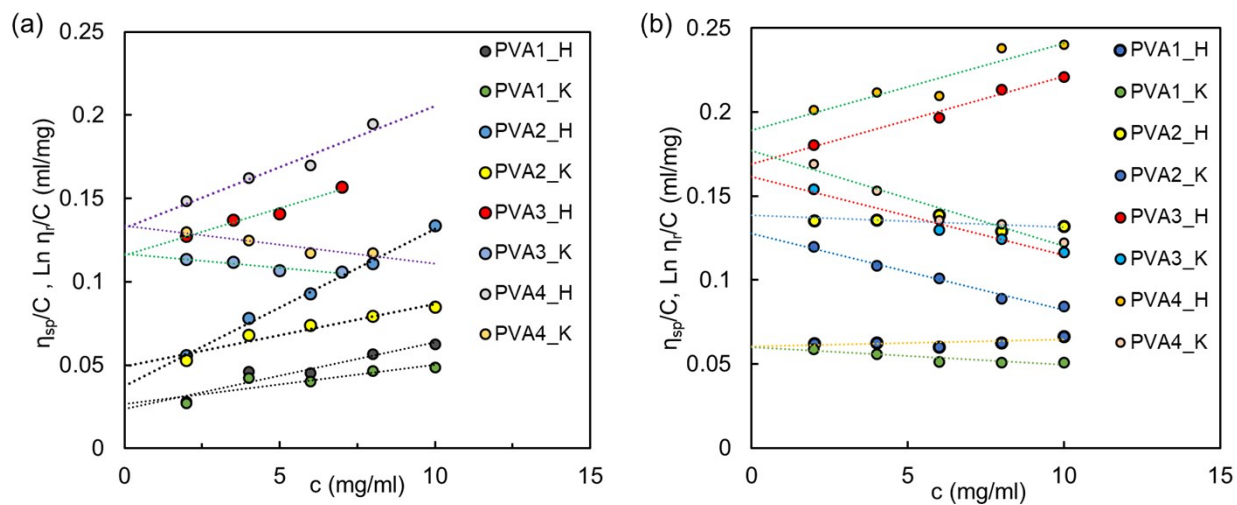 (a)
0.25
0.2
0.15
0.1
0.05
0
0 5 10 15
c (mg/ml)
ηsp/C , Ln ηr/C (ml/mg)
PVA1_H
PVA1_K
PVA2_H
PVA2_K
PVA3_H
PVA3_K
PVA4_H
PVA4_K
(b)
0.25
0.2
0.15
0.1
0.05
0
0 5 10 15
c (mg/ml)
ηsp/C, Ln ηr/C (ml/mg)
PVA1_H
PVA1_K
PVA2_H
PVA2_K
PVA3_H
PVA3_K
PVA4_H
PVA4_K